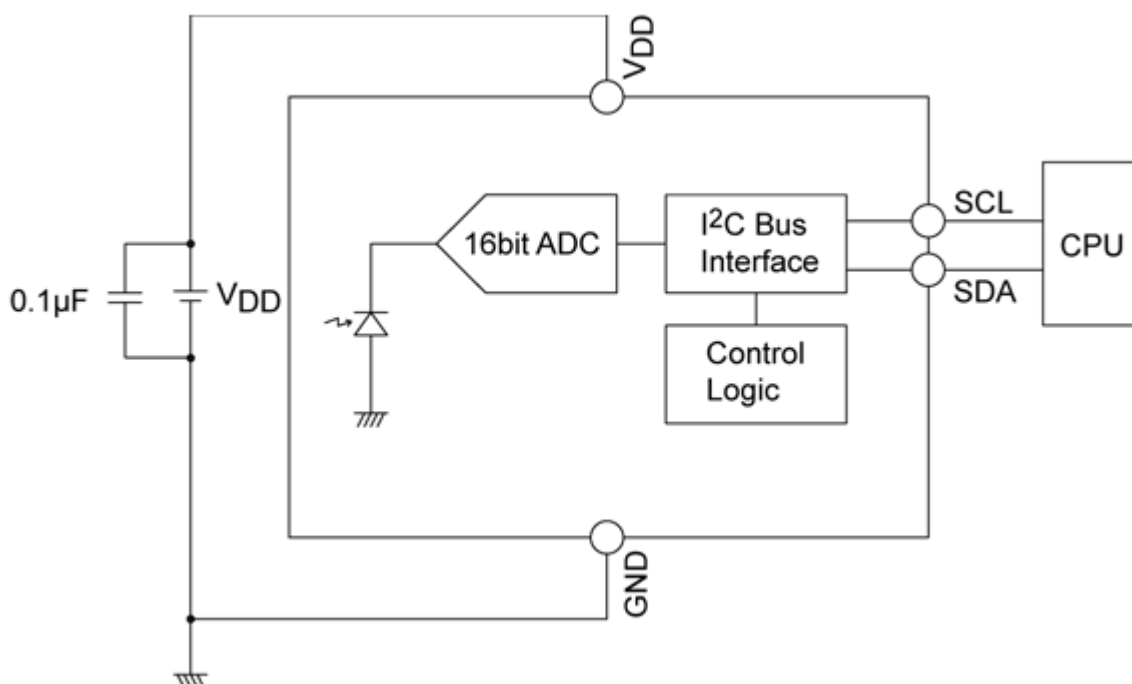 VDD
SCL
I²C Bus
Interface
16bit ADC
CPU
SDA
0.1µF
VDD
Control
Logic
GND